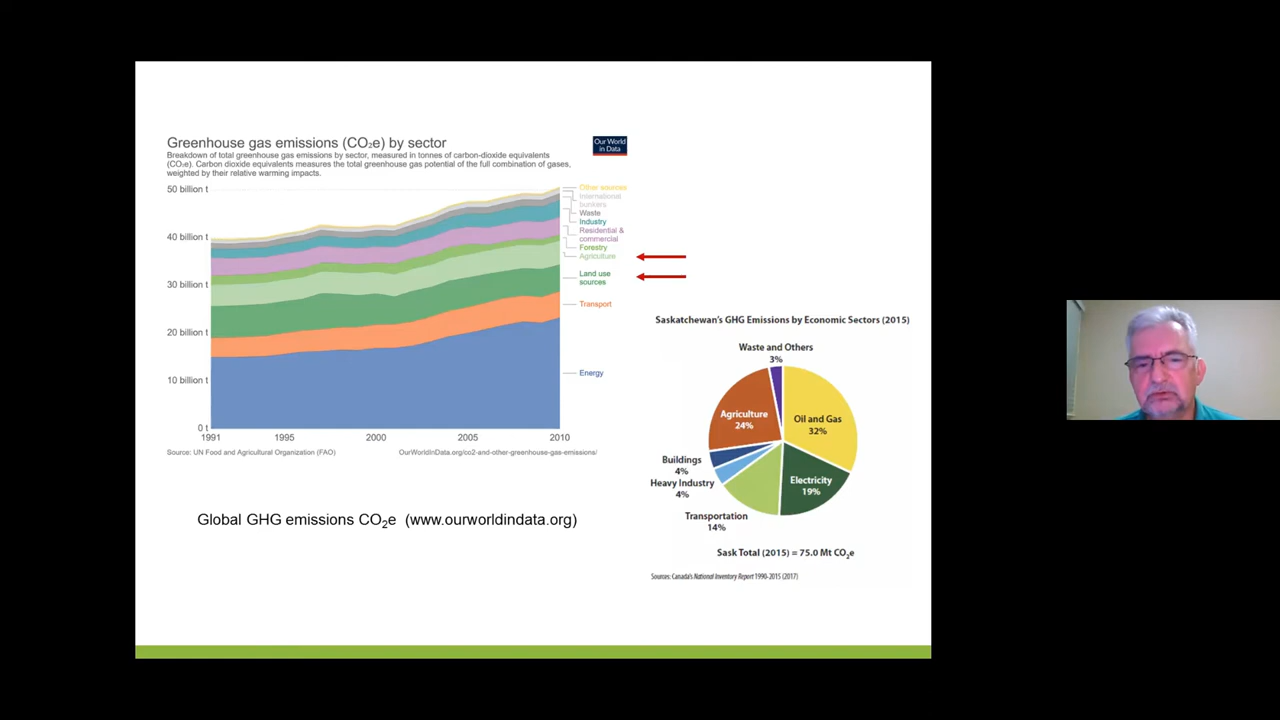 Greenhouse gas emissions (CO₂e) by sector
Our World
in Data
Breakdown of total greenhouse gas emissions by sector, measured in tonnes of carbon-dioxide equivalents
(CO₂e). Carbon dioxide equivalents measures the total greenhouse gas potential of the full combination of gases,
weighted by their relative warming impacts.
50 billion t
40 billion t
30 billion t
20 billion t
10 billion t
0 t
1991
1995
2000
2005
2010
Other sources
International
bunkers
Waste
Industry
Residential &
commercial
Forestry
Agriculture
Land use
sources
Transport
Energy
Source: UN Food and Agricultural Organization (FAO)
OurWorldInData.org/co2-and-other-greenhouse-gas-emissions/
Global GHG emissions CO₂e (www.ourworldindata.org)
Saskatchewan's GHG Emissions by Economic Sectors (2015)
Waste and Others
3%
Oil and Gas
32%
Electricity
19%
Transportation
14%
Heavy Industry
4%
Buildings
4%
Agriculture
24%
Sask Total (2015) = 75.0 Mt CO₂e
Sources: Canada's National Inventory Report 1990-2015 (2017)